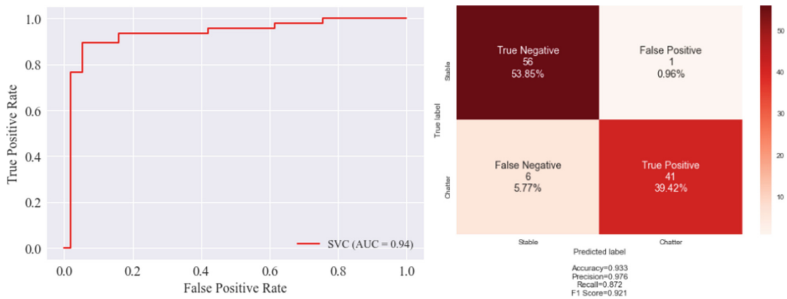 1.0
0.8
0.6
0.4
0.2
0.0
True Positive Rate
0.0 0.2 0.4 0.6 0.8 1.0
False Positive Rate
SVC (AUC = 0.94)
True Negative
56
53.85%
False Positive
1
0.96%
False Negative
6
5.77%
True Positive
41
39.42%
Stable
Chatter
True label
Stable Chatter
Predicted label
Accuracy=0.933
Precision=0.976
Recall=0.872
F1 Score=0.921
50
40
30
20
10